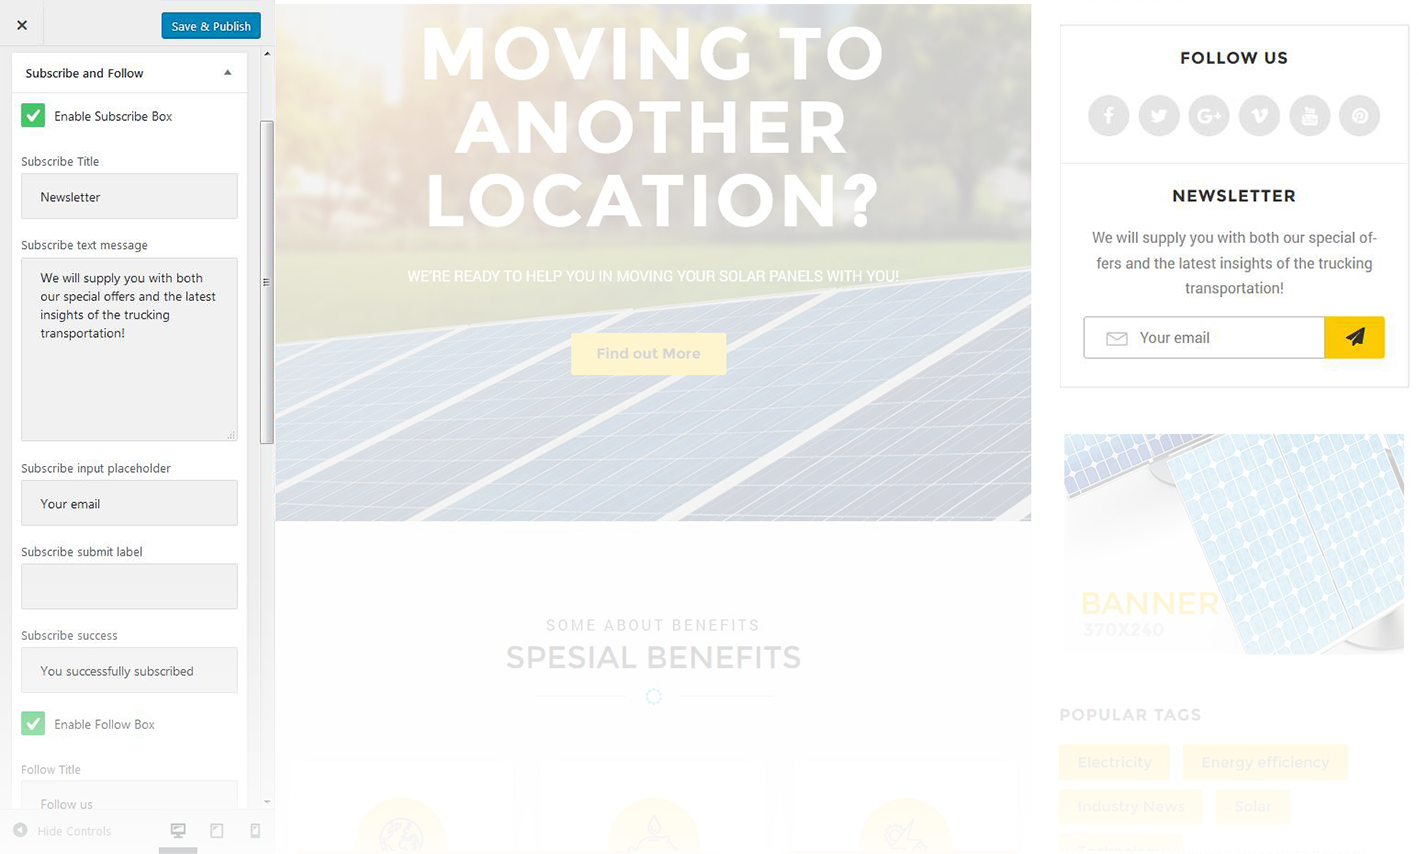 Save & Publish
Subscribe and Follow
Enable Subscribe Box
Subscribe Title
Newsletter
Subscribe text message
We will supply you with both
our special offers and the latest
insights of the trucking
transportation!
Subscribe input placeholder
Your email
Subscribe submit label
Subscribe success
You successfully subscribed
Enable Follow Box
Follow Title
Follow us
Hide Controls
MOVING TO
ANOTHER
LOCATION?
WE'RE READY TO HELP YOU IN MOVING YOUR SOLAR PANELS WITH YOU!
Find out More
SOME ABOUT BENEFITS
SPESIAL BENEFITS
FOLLOW US
NEWSLETTER
We will supply you with both our special of-
fers and the latest insights of the trucking
transportation!
Your email
BANNER
370X240
POPULAR TAGS
Electricity
Energy efficiency
Industry News
Solar
Technology